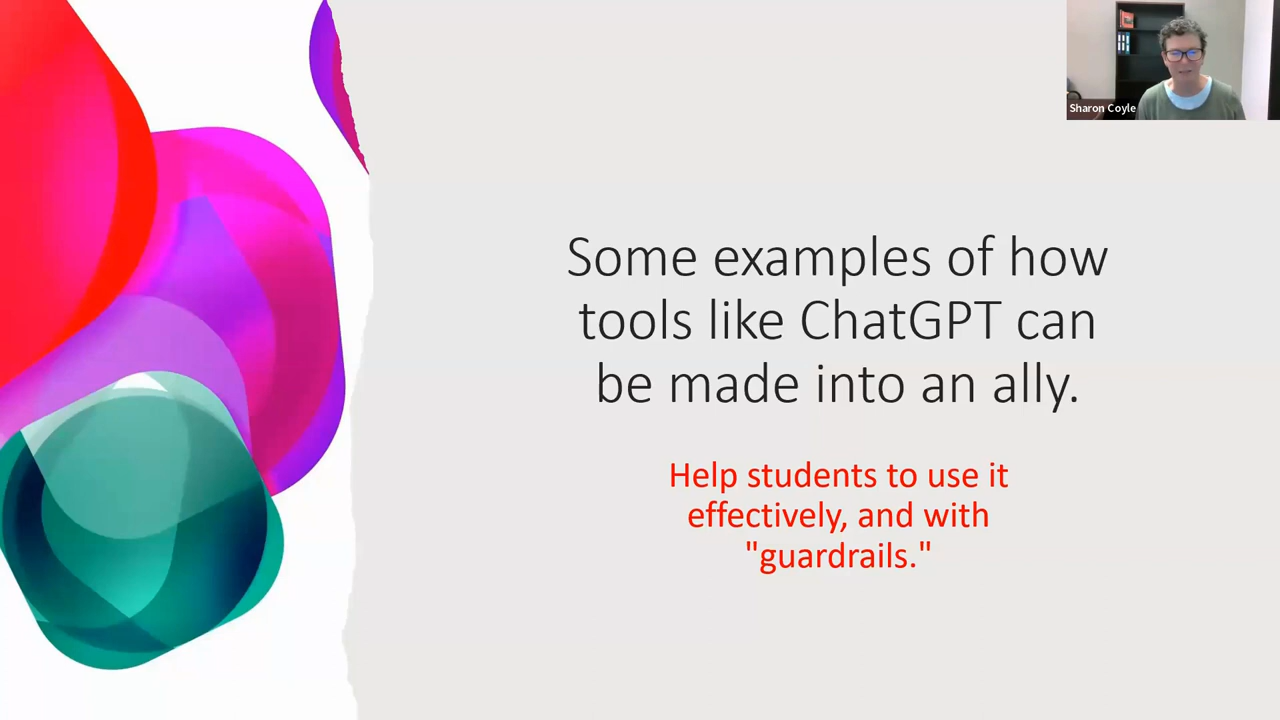 Sharon Coyle
Some examples of how
tools like ChatGPT can
be made into an ally.
Help students to use it
effectively, and with
"guardrails."